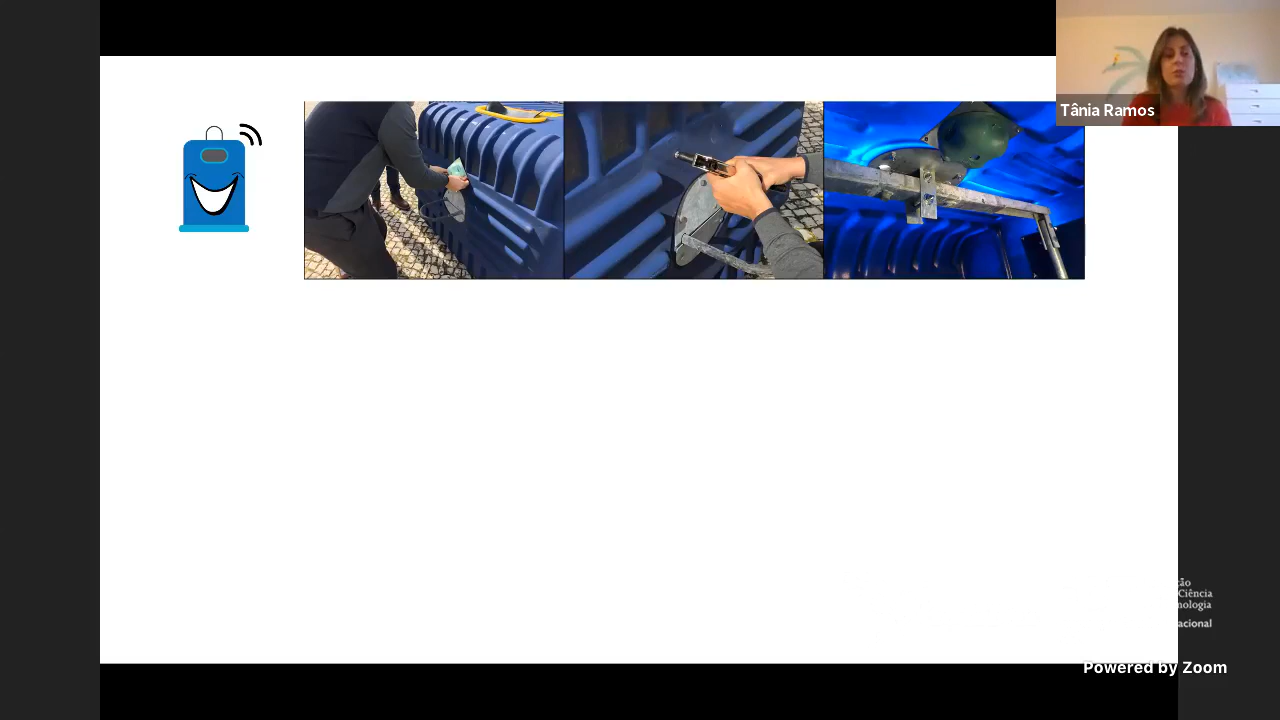 Tânia Ramos
ção
Ciência
nologia
acional
Powered by Zoom